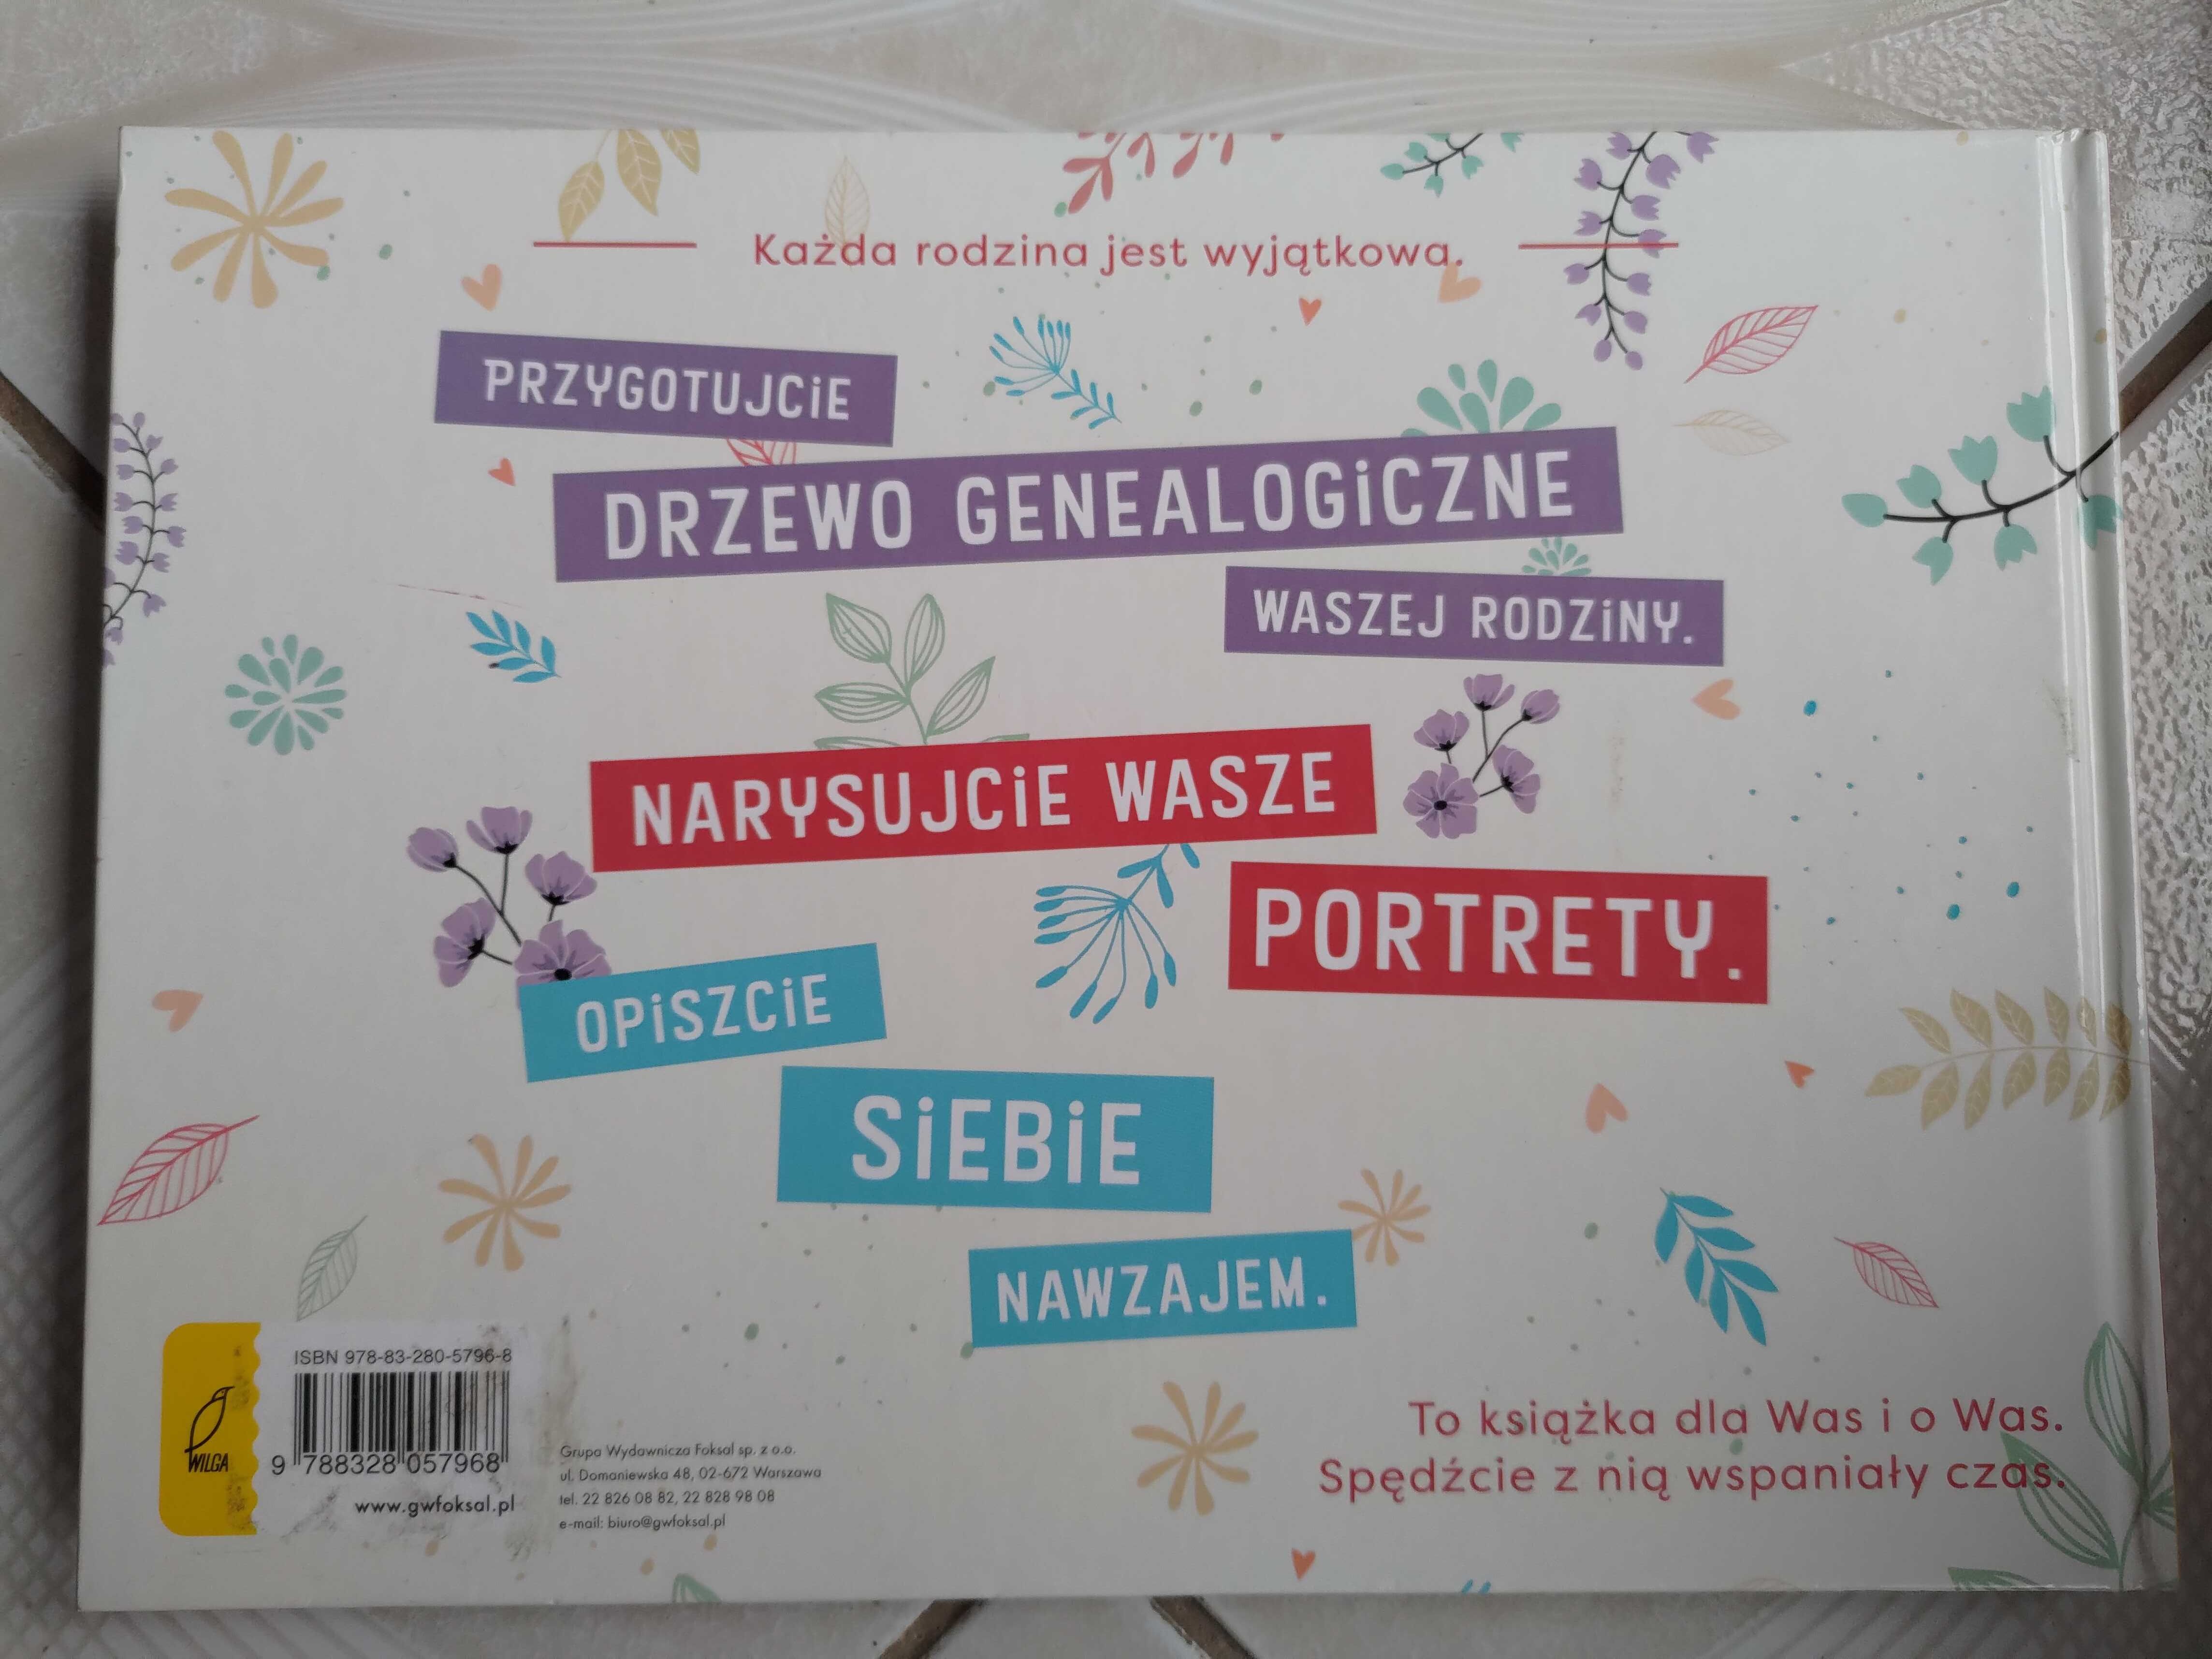 Każda rodzina jest wyjątkowa.
PRZYGOTUJCiE
DRZEWO GENEALOGiCZNE
WASZEJ RODZiNY.
NARYSUJCiE WASZE
PORTRETY.
OPiSZCiE
SiEBiE
NAWZAJEM.
To książka dla Was i o Was.
Spędźcie z nią wspaniały czas.
WILGA
ISBN 978-83-280-5796-8
9 788328 057968
www.gwfoksal.pl
Grupa Wydawnicza Foksal sp. z o.o.
ul. Domaniewska 48, 02-672 Warszawa
tel. 22 826 08 82, 22 828 98 08
e-mail: biuro@gwfoksal.pl